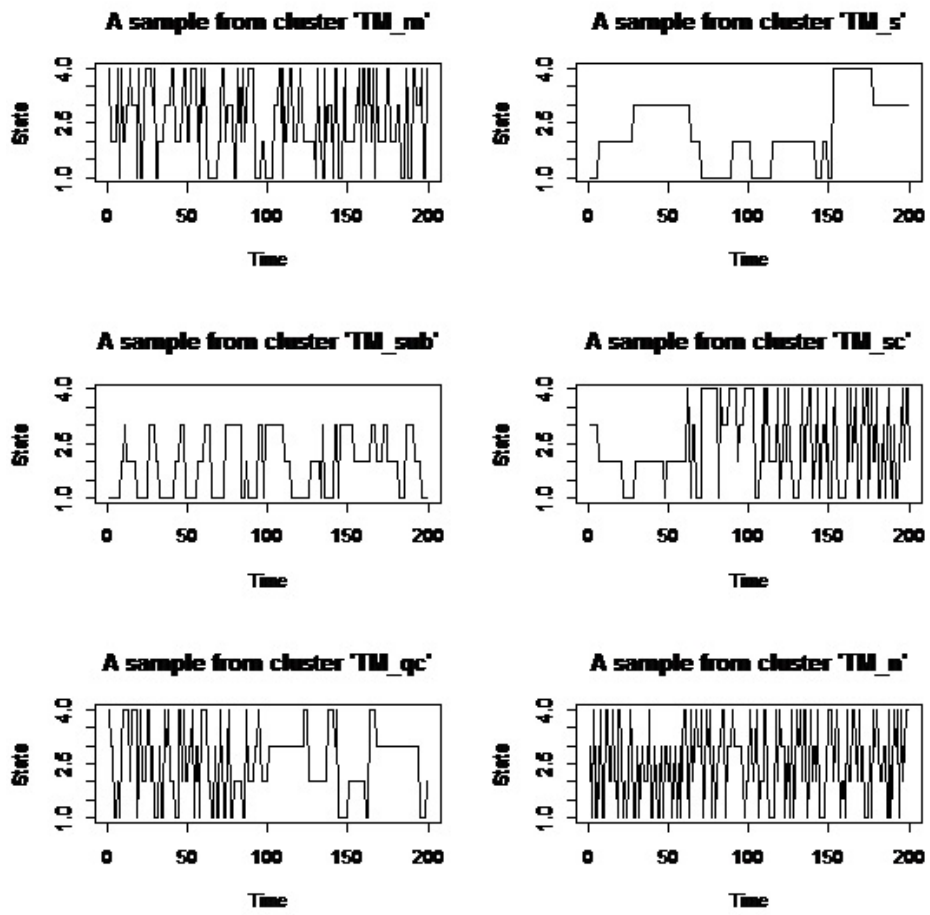 A sample from cluster 'TM_m'
State
4.0
2.5
1.0
0 50 100 150 200
Time
A sample from cluster 'TM_s'
State
4.0
2.5
1.0
0 50 100 150 200
Time
A sample from cluster 'TM_sub'
State
4.0
2.5
1.0
0 50 100 150 200
Time
A sample from cluster 'TM_sc'
State
4.0
2.5
1.0
0 50 100 150 200
Time
A sample from cluster 'TM_qc'
State
4.0
2.5
1.0
0 50 100 150 200
Time
A sample from cluster 'TM_n'
State
4.0
2.5
1.0
0 50 100 150 200
Time